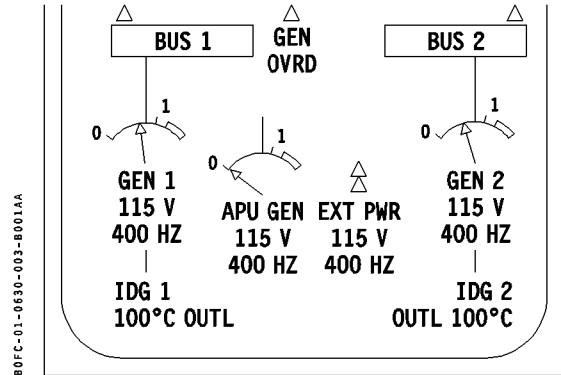 BUS 1
GEN
OVRD
BUS 2
0 1
0 1
0 1
GEN 1
115 V
400 HZ
APU GEN
115 V
400 HZ
EXT PWR
115 V
400 HZ
GEN 2
115 V
400 HZ
IDG 1
100°C OUTL
IDG 2
OUTL 100°C
B0FC-01-0630-003-B001AA